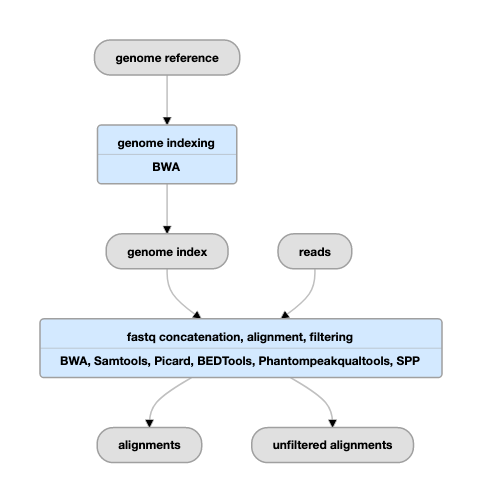 genome reference
genome indexing
BWA
genome index
reads
fastq concatenation, alignment, filtering
BWA, Samtools, Picard, BEDTools, Phantompeakqualtools, SPP
alignments
unfiltered alignments